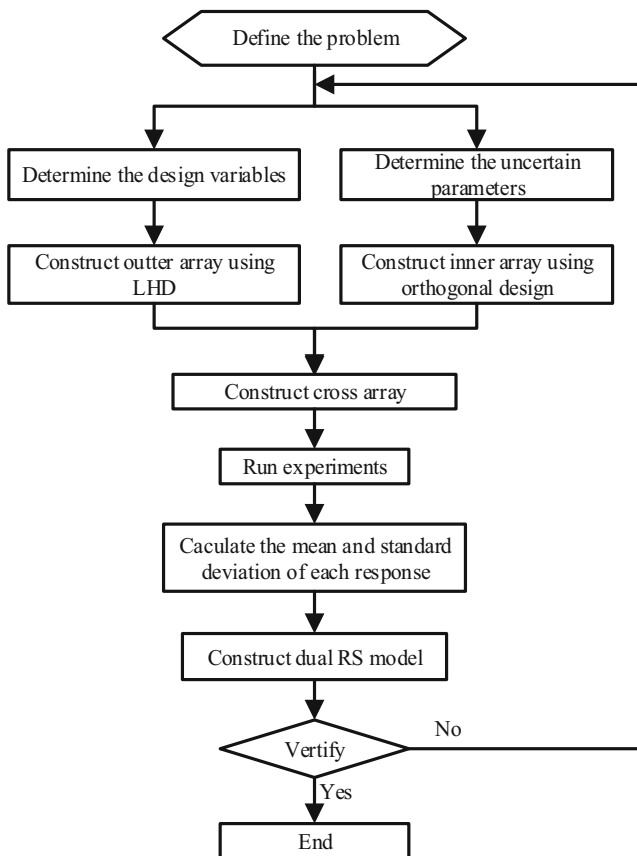 Define the problem
Determine the design variables
Determine the uncertain
parameters
Construct outter array using
LHD
Construct inner array using
orthogonal design
Construct cross array
Run experiments
Caculate the mean and standard
deviation of each response
Construct dual RS model
Vertify
No
Yes
End